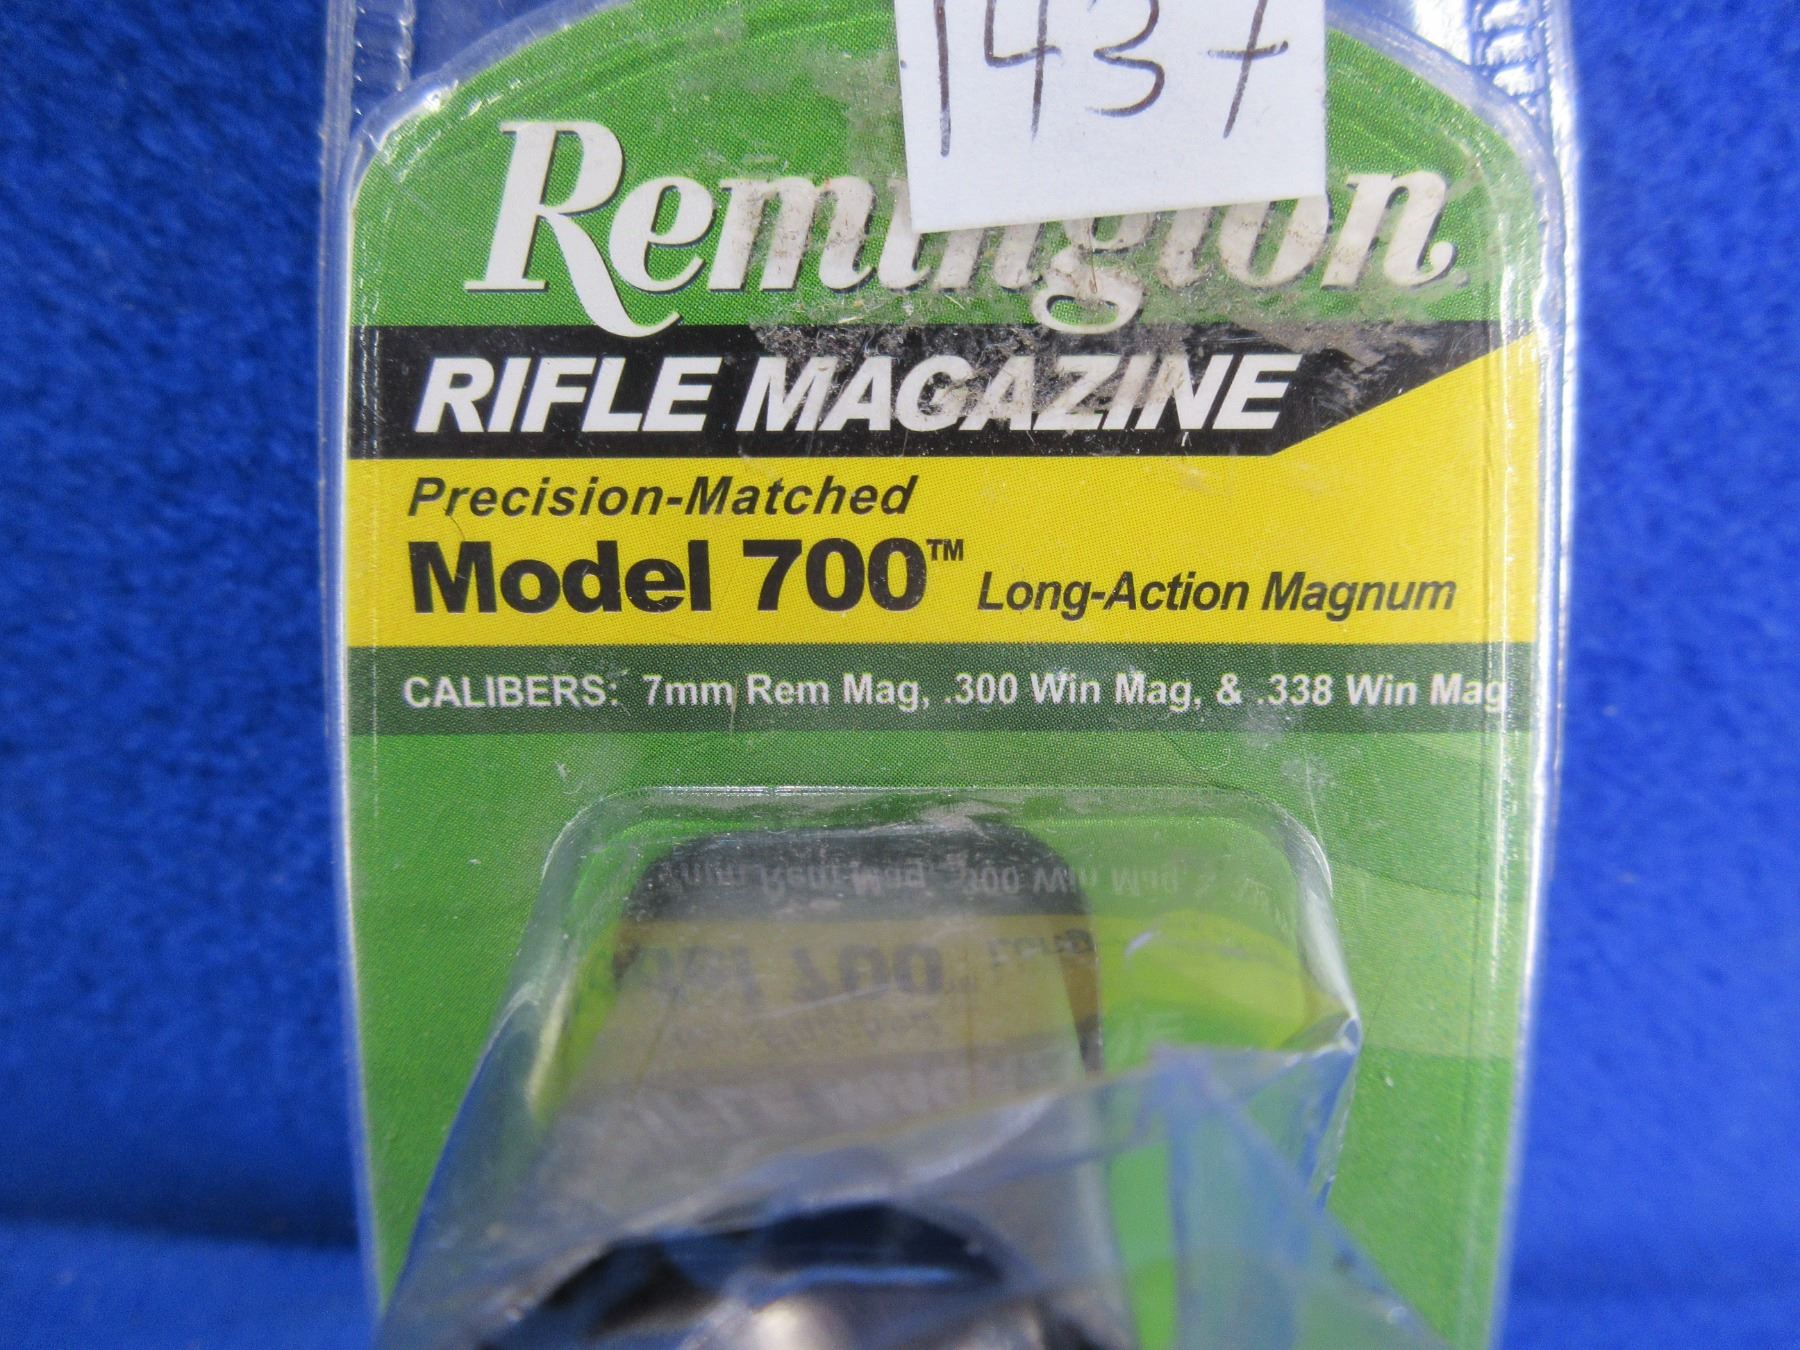 1437
Remington
RIFLE MAGAZINE
Precision-Matched
Model 700™ Long-Action Magnum
CALIBERS: 7mm Rem Mag, .300 Win Mag, & .338 Win Mag